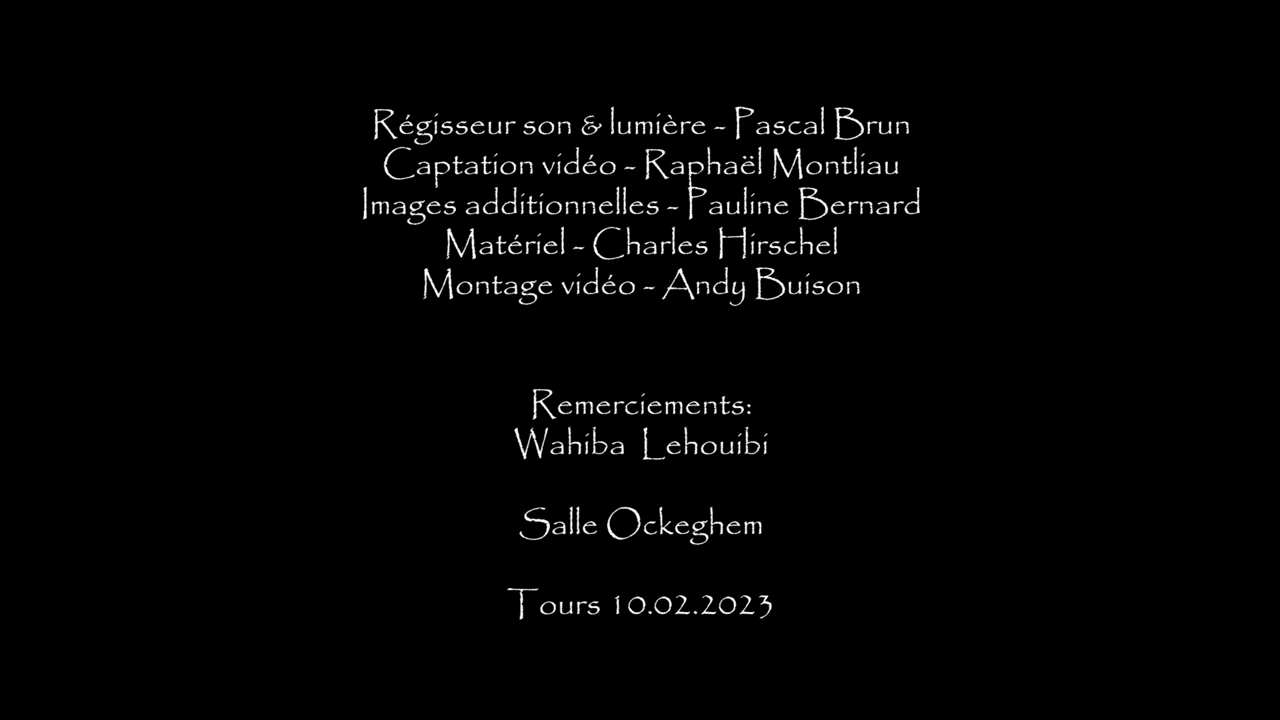 Régisseur son & lumière - Pascal Brun
Captation vidéo - Raphaël Montliau
Images additionnelles - Pauline Bernard
Matériel - Charles Hirschel
Montage vidéo - Andy Buison
Remerciements:
Wahiba Lehouibi
Salle Ockeghem
Tours 10.02.2023